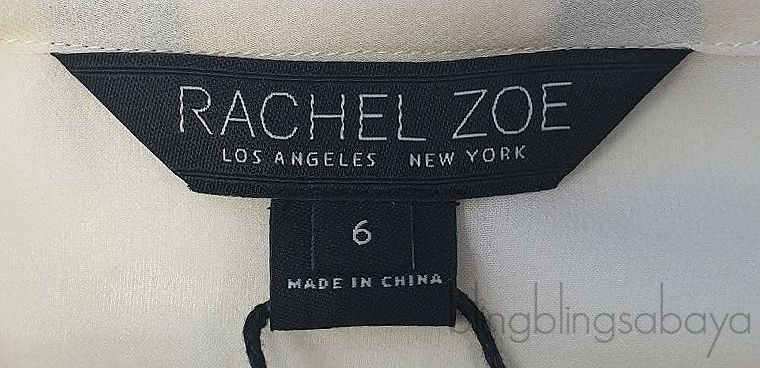 RACHEL ZOE
LOS ANGELES NEW YORK
6
MADE IN CHINA
blingblingsabaya